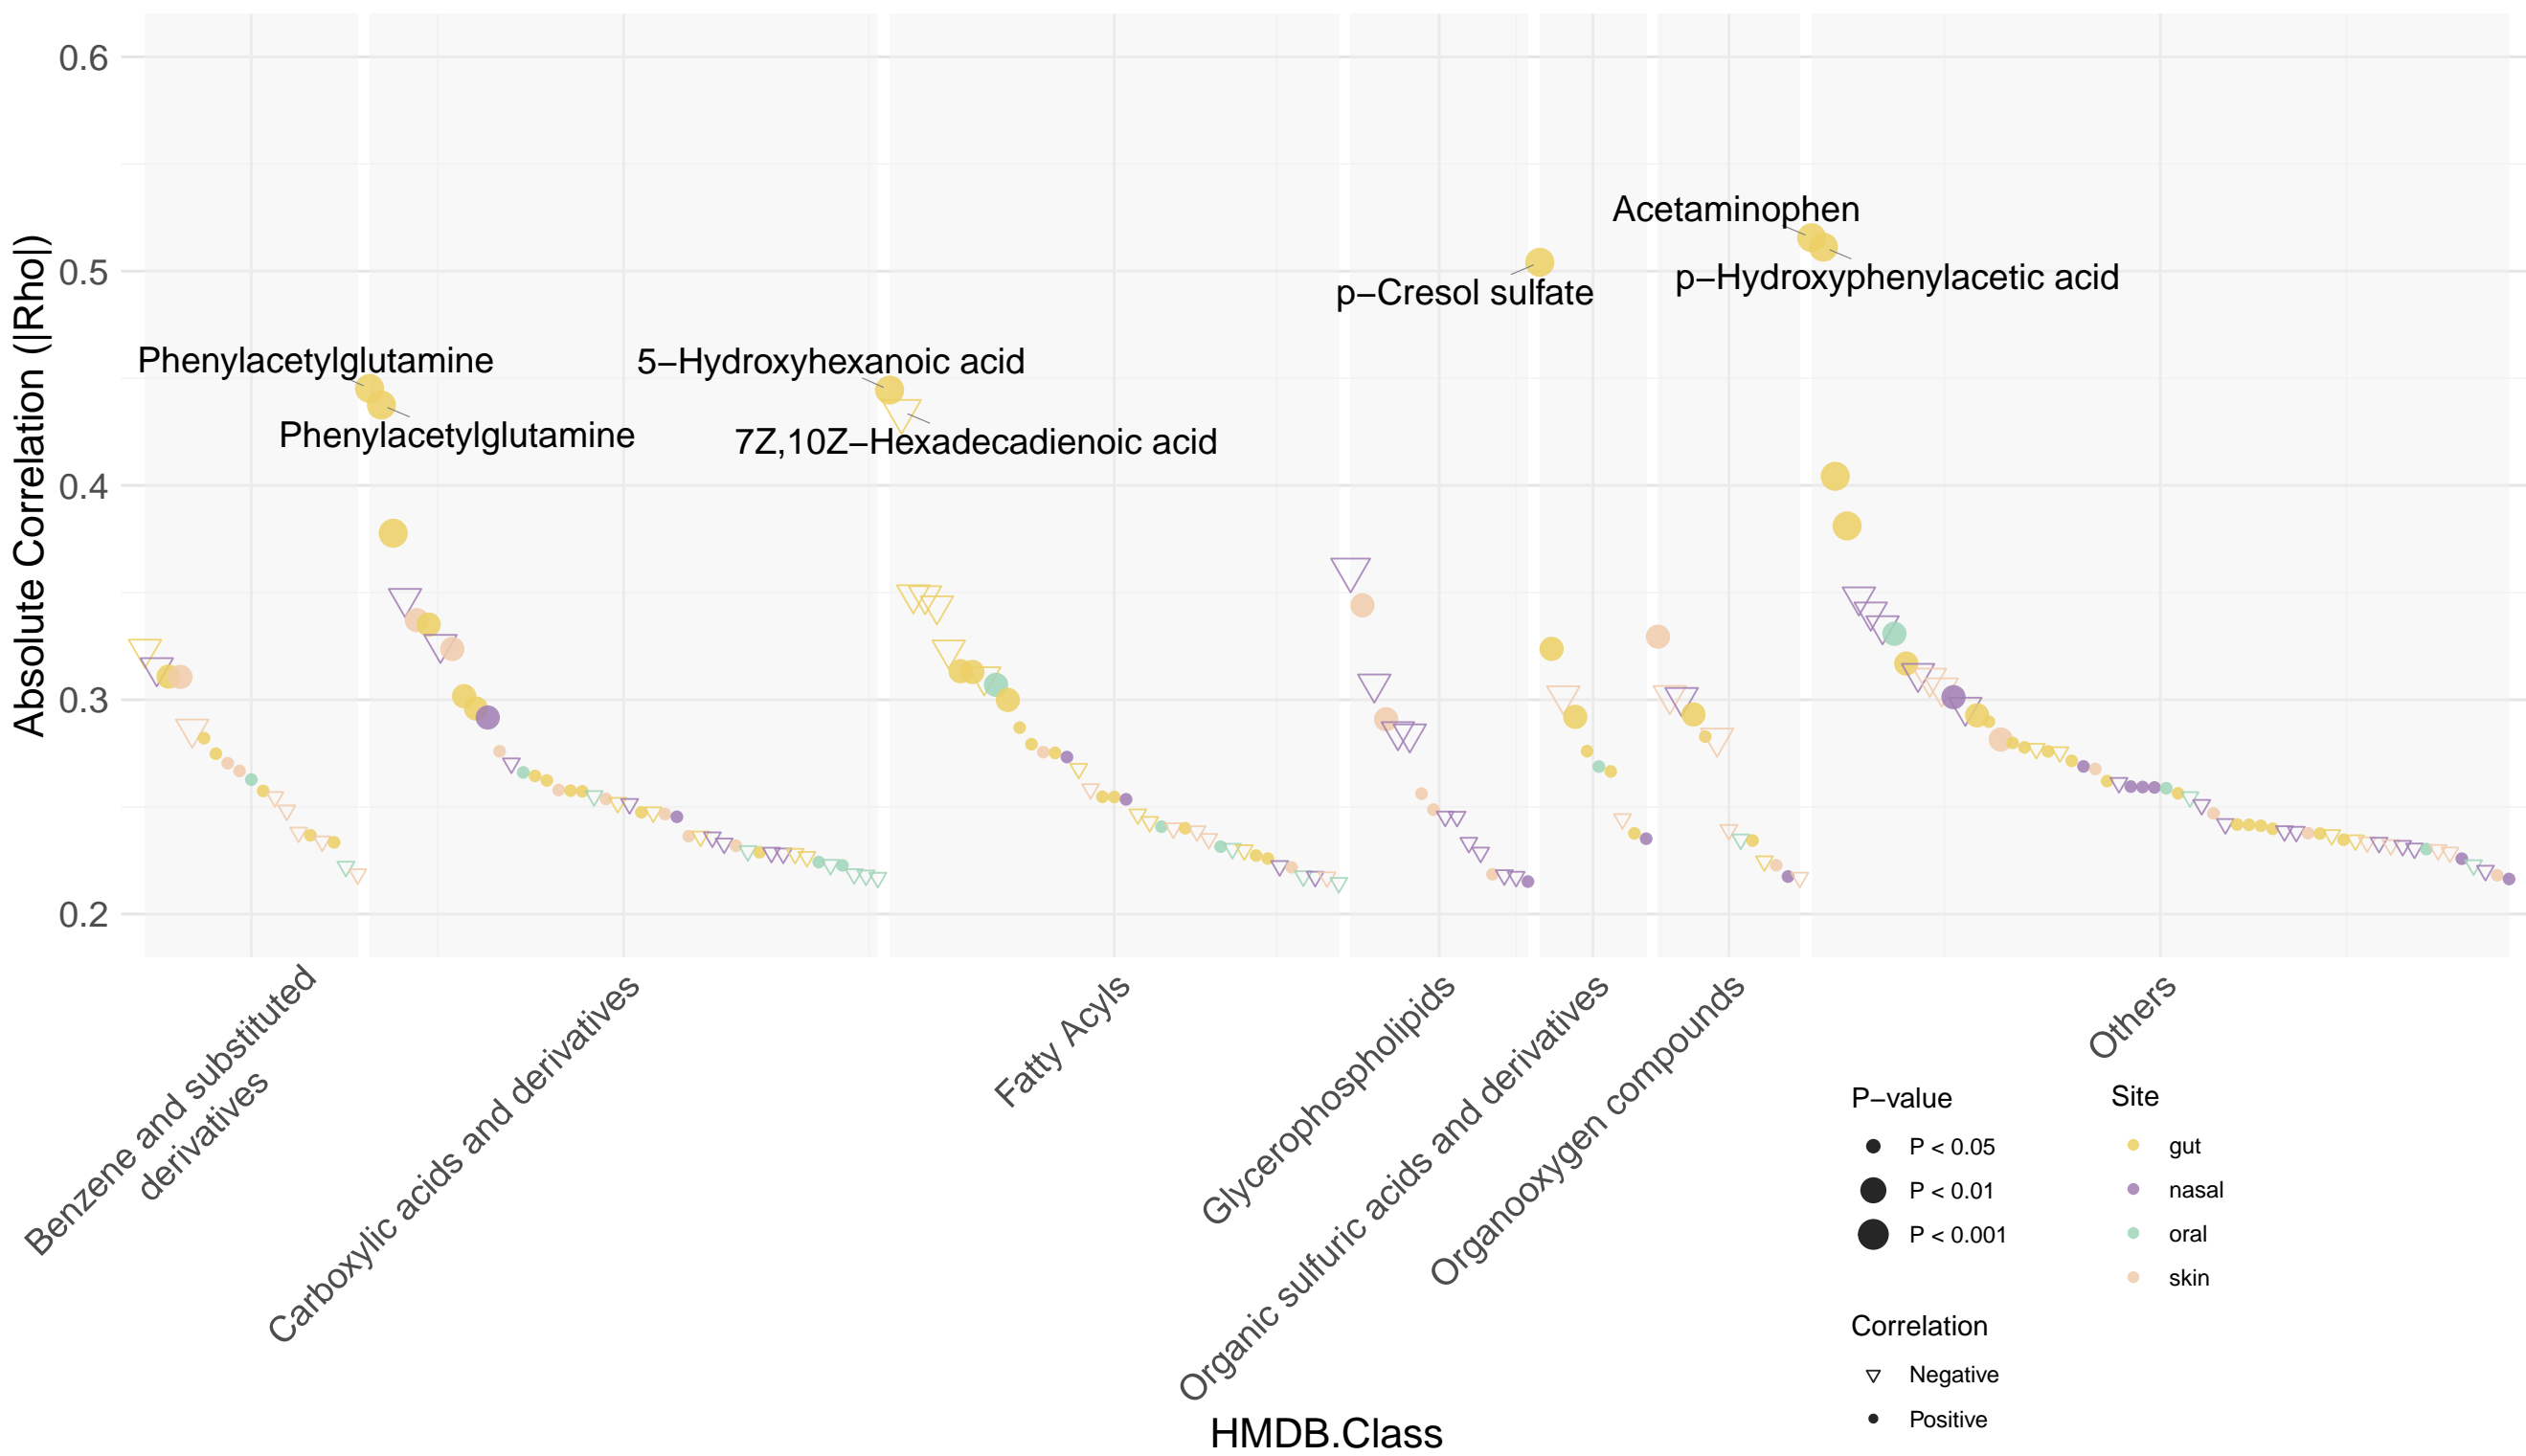 0.6
0.5
0.4
0.3
0.2
Absolute Correlation (|Rho|)
Acetaminophen
p−Hydroxyphenylacetic acid
p−Cresol sulfate
Phenylacetylglutamine
5−Hydroxyhexanoic acid
Phenylacetylglutamine
7Z,10Z−Hexadecadienoic acid
Benzene and substituted
derivatives
Carboxylic acids and derivatives
Fatty Acyls
Glycerophospholipids
Organic sulfuric acids and derivatives
Organooxygen compounds
Others
HMDB.Class
P−value
P < 0.05
P < 0.01
P < 0.001
Correlation
Negative
Positive
Site
gut
nasal
oral
skin